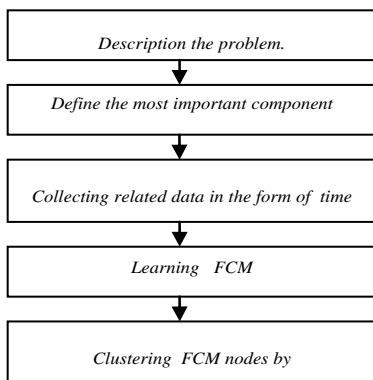 Description the problem.
Define the most important component
Collecting related data in the form of time
Learning FCM
Clustering FCM nodes by